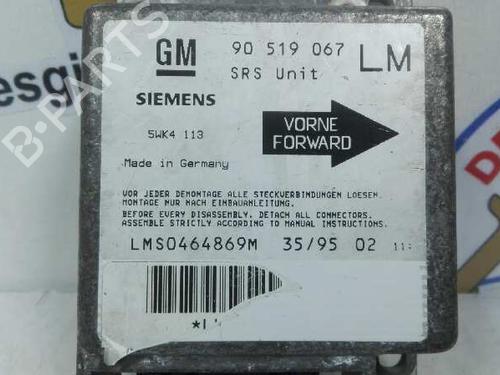 GM 90 519 067 LM
SRS Unit
SIEMENS
5WK4 113
VORNE
FORWARD
Made in Germany
VOR JEDER DEMONTAGE ALLE STECKVERBINDUNGEN LOESEN.
MONTAGE NUR NACH EINBAUANLEITUNG.
BEFORE EVERY DISASSEMBLY, DETACH ALL CONNECTORS.
ASSEMBLE STRICTLY ACCORDING TO MANUAL INSTRUCTIONS.
LMS0464869M 35/95 02 11:
B-PARTS